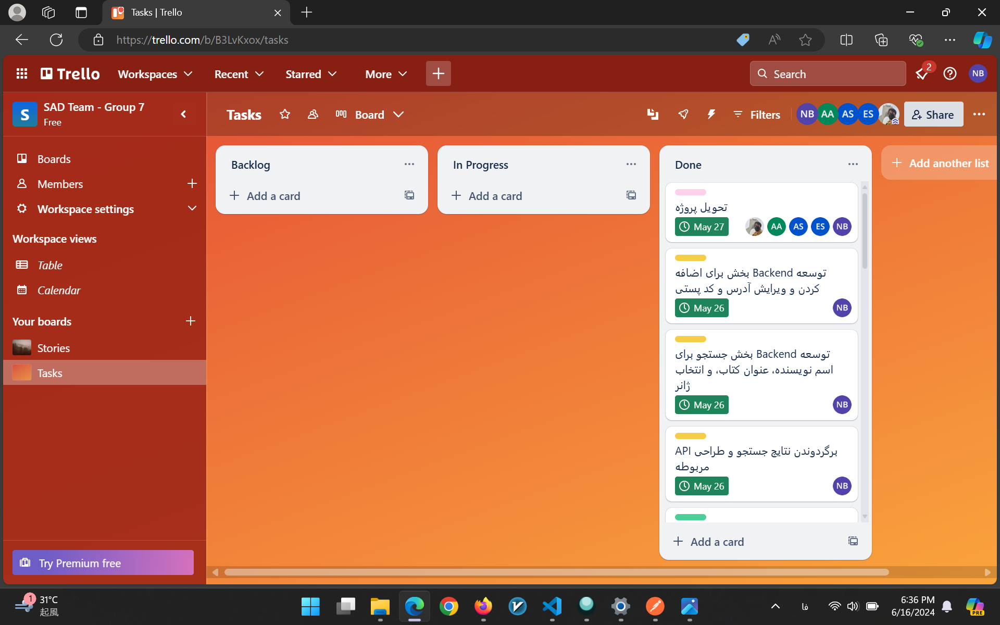 Tasks | Trello
https://trello.com/b/B3LvKxox/tasks
Trello
Workspaces
Recent
Starred
More
Search
2
NB
S
SAD Team - Group 7
Free
Tasks
Board
Filters
NB
AA
AS
ES
Share
Boards
Members
Workspace settings
Workspace views
Table
Calendar
Your boards
Stories
Tasks
Try Premium free
Backlog
Add a card
In Progress
Add a card
Done
تحویل پروژه
May 27
AA
AS
ES
NB
توسعه Backend بخش برای اضافه
کردن و ویرایش آدرس و کد پستی
May 26
NB
توسعه Backend بخش جستجو برای
اسم نویسنده، عنوان کتاب، و انتخاب
ژانر
May 26
NB
برگردوندن نتایج جستجو و طراحی API
مربوطه
May 26
NB
Add a card
Add another list
1
31°C
起風
فا
6:36 PM
6/16/2024
PRE